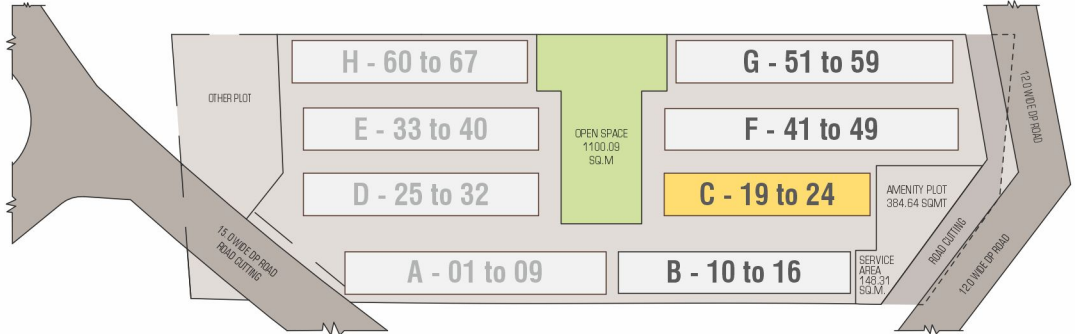 H - 60 to 67
G - 51 to 59
OTHER PLOT
12.0 WIDE DP ROAD
E - 33 to 40
OPEN SPACE
1100.09
SQ.M
F - 41 to 49
D - 25 to 32
C - 19 to 24
AMENITY PLOT
384.64 SQMT
15.0 WIDE DP ROAD
ROAD CUTTING
A - 01 to 09
B - 10 to 16
SERVICE
AREA
148.31
SQ.M.
ROAD CUTTING
12.0 WIDE DP ROAD